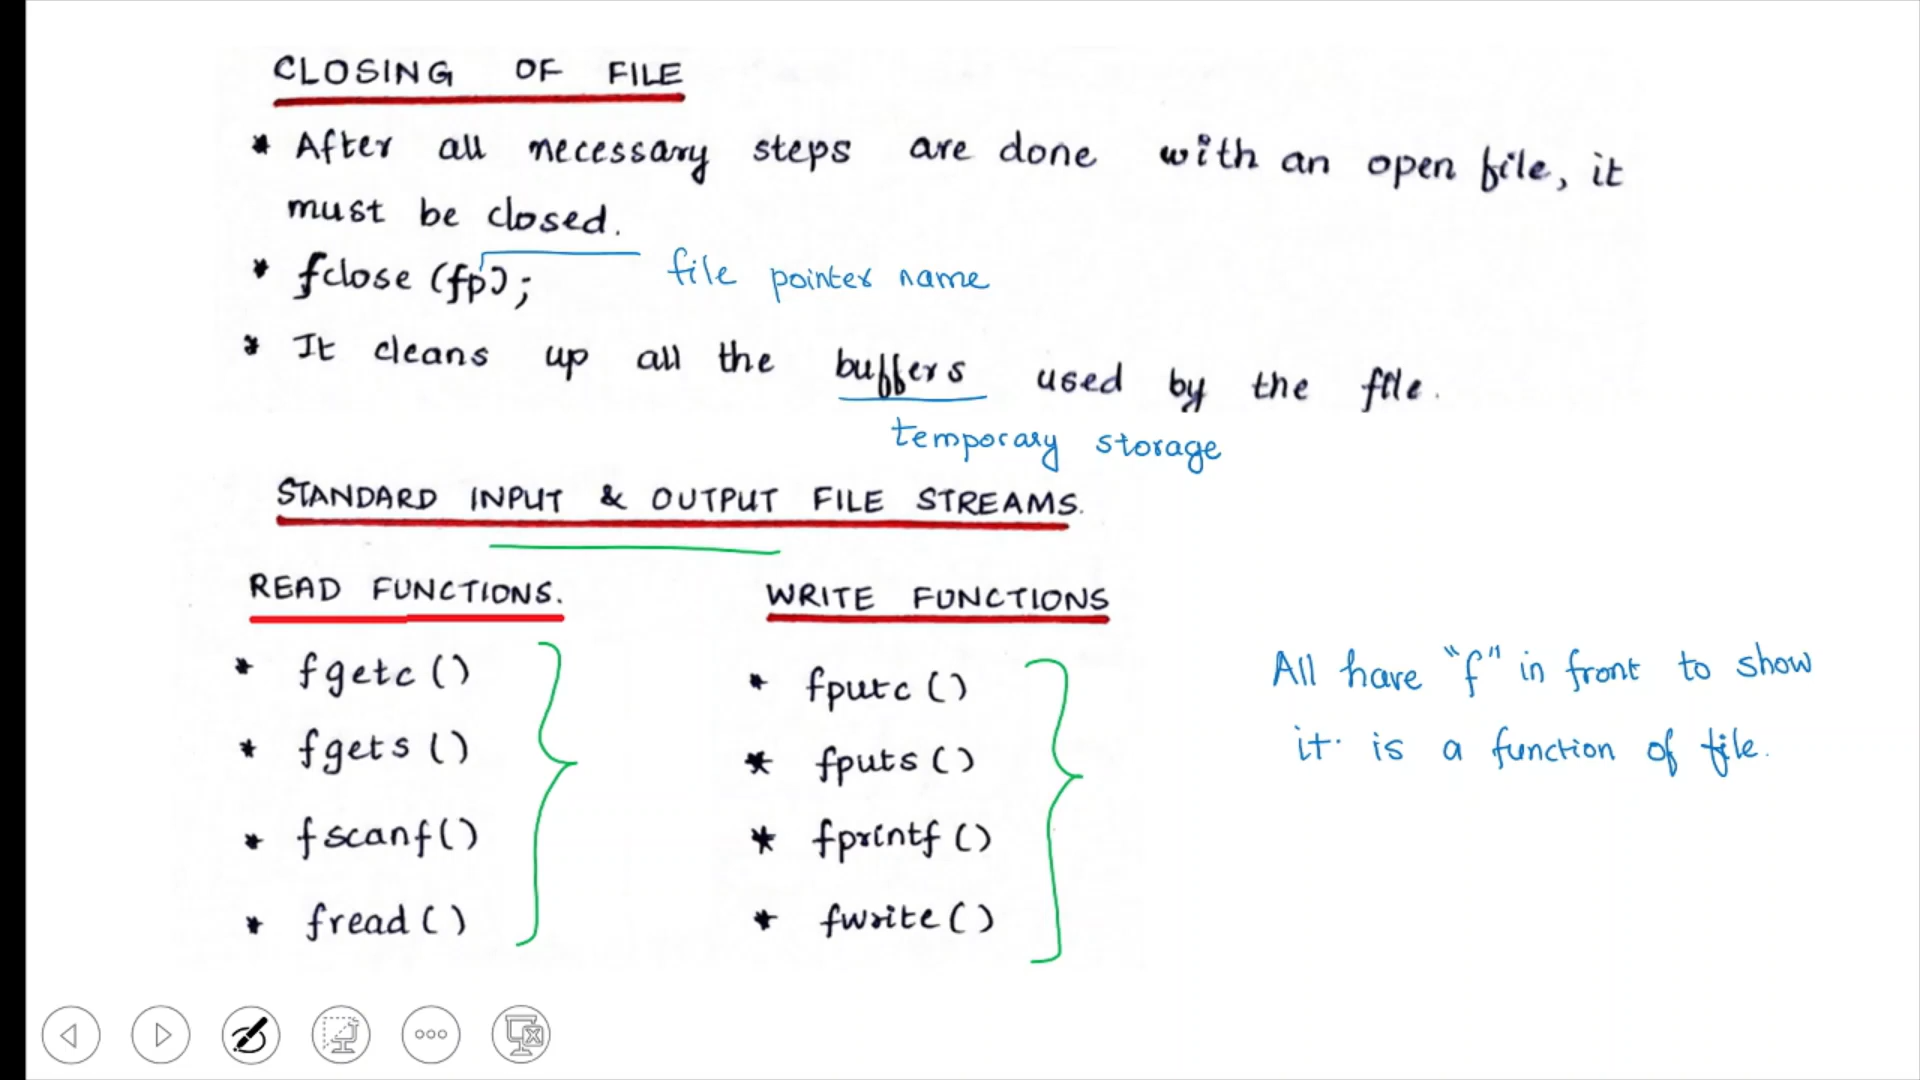 CLOSING OF FILE
* After all necessary steps are done with an open file, it
must be closed.
* fclose (fp); file pointer name
* It cleans up all the buffers used by the file.
temporary storage
STANDARD INPUT & OUTPUT FILE STREAMS.
READ FUNCTIONS.
* fgetc ()
* fgets ()
* fscanf ()
* fread ()
WRITE FUNCTIONS
* fputc ()
* fputs ()
* fprintf ()
* fwrite ()
All have "f" in front to show
it. is a function of file.